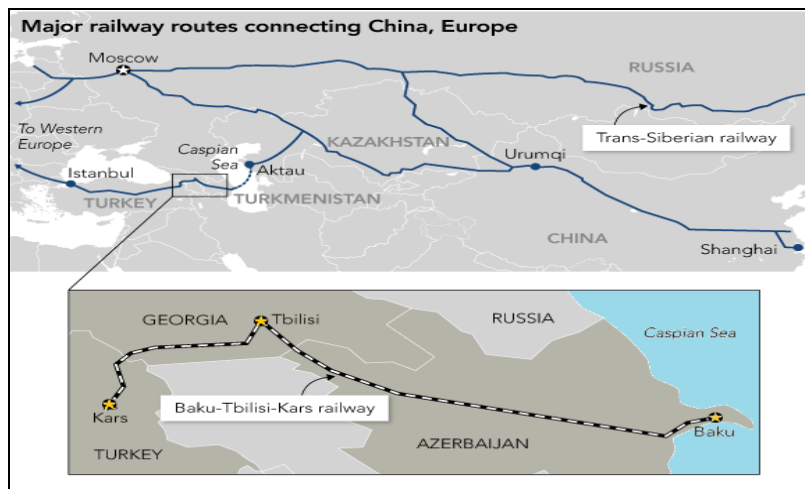 Major railway routes connecting China, Europe
Moscow
RUSSIA
To Western
Europe
Caspian
Sea
KAZAKHSTAN
Trans-Siberian railway
Istanbul
Aktau
Urumqi
TURKEY
TURKMENISTAN
CHINA
Shanghai
GEORGIA
Tbilisi
RUSSIA
Caspian Sea
Kars
Baku-Tbilisi-Kars railway
Baku
TURKEY
AZERBAIJAN